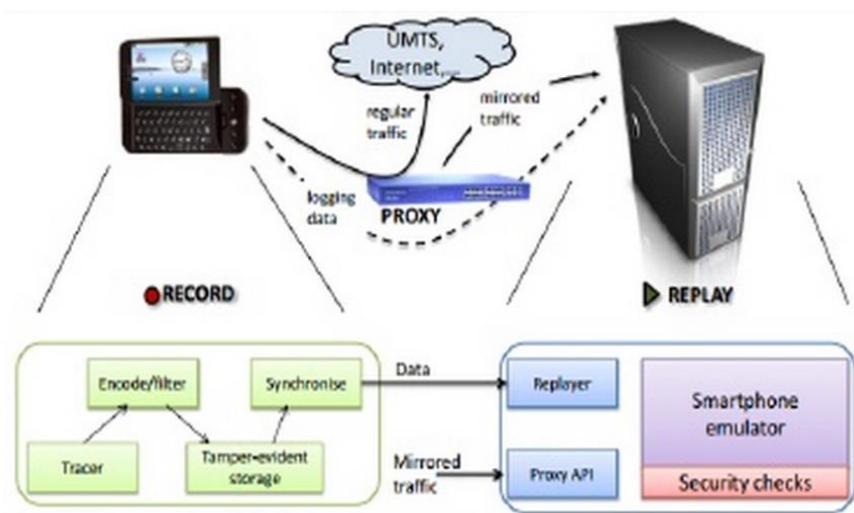 UMTS,
Internet,...
regular
traffic
mirrored
traffic
logging
data
PROXY
RECORD
REPLAY
Encode/filter
Synchronise
Tracer
Tamper-evident
storage
Data
Mirrored
traffic
Replayer
Proxy API
Smartphone
emulator
Security checks